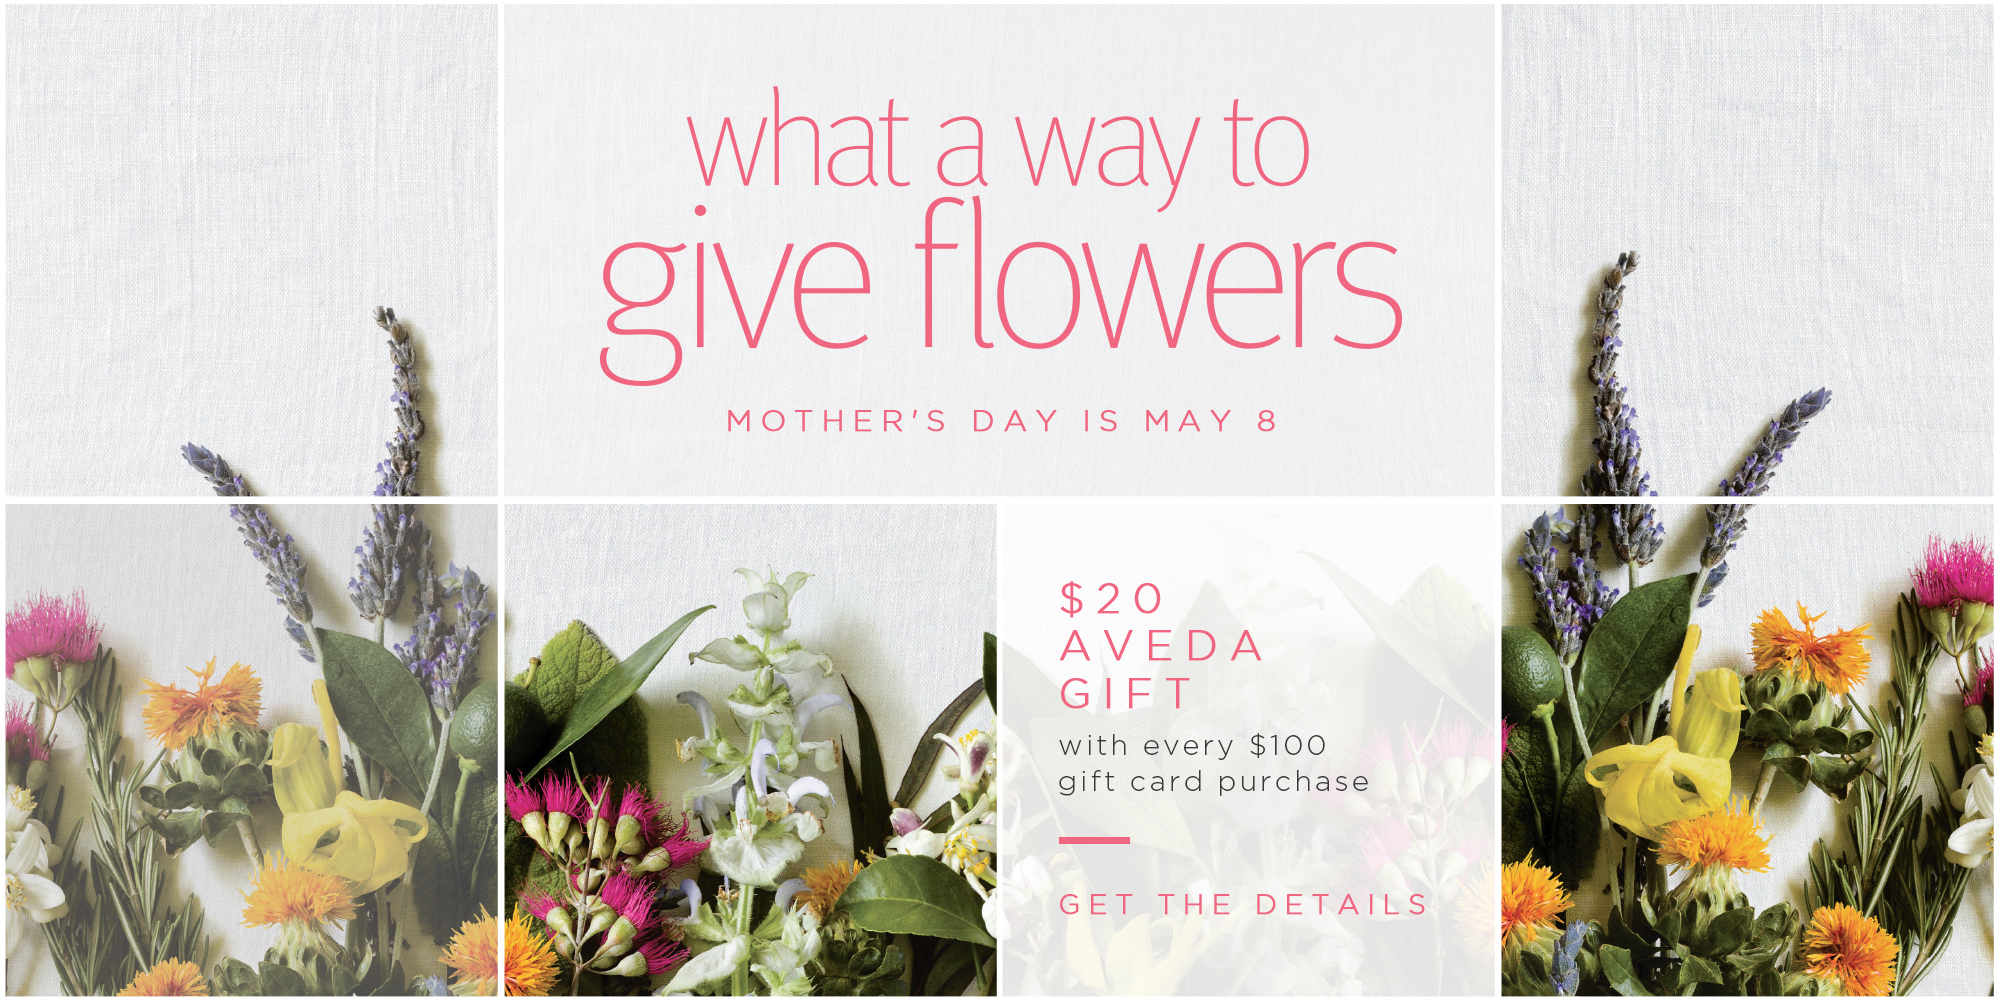 what a way to
give flowers
MOTHER'S DAY IS MAY 8
$20
AVEDA
GIFT
with every $100
gift card purchase
GET THE DETAILS